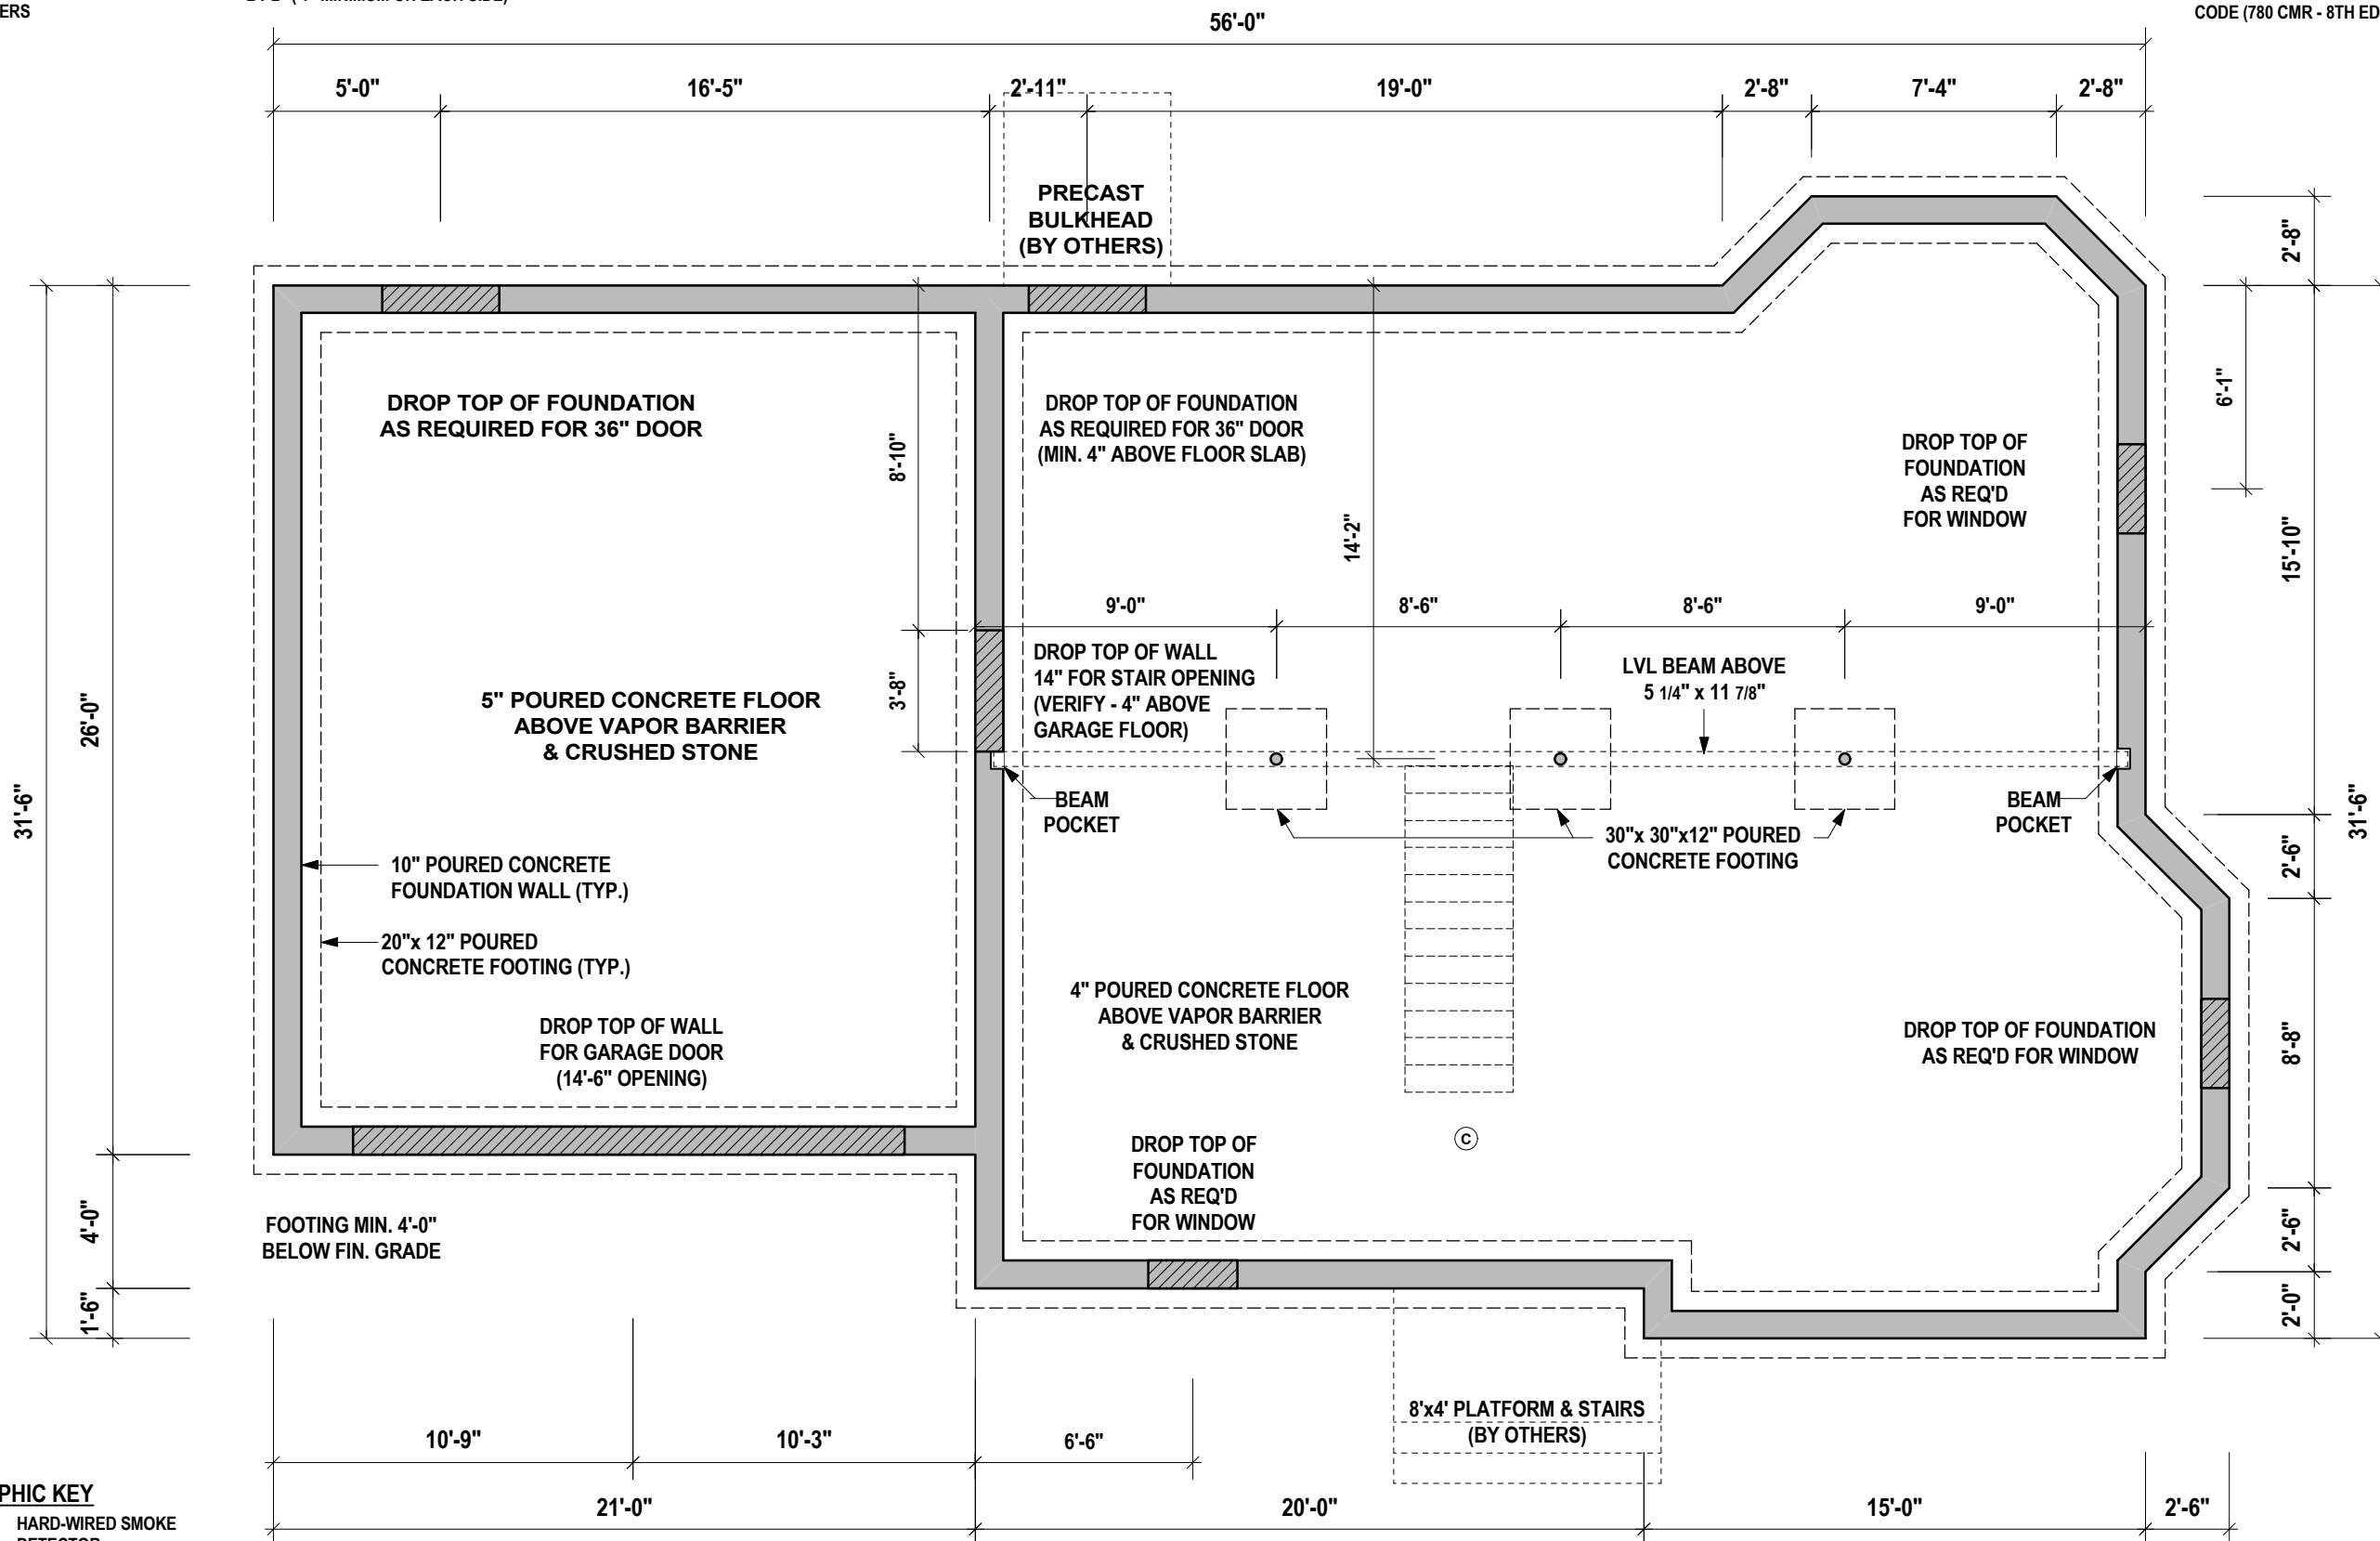 ERS
CODE (780 CMR - 8TH ED
56'-0"
5'-0"
16'-5"
2'-11"
19'-0"
2'-8"
7'-4"
2'-8"
PRECAST
BULKHEAD
(BY OTHERS)
2'-8"
DROP TOP OF FOUNDATION
AS REQUIRED FOR 36" DOOR
DROP TOP OF FOUNDATION
AS REQUIRED FOR 36" DOOR
(MIN. 4" ABOVE FLOOR SLAB)
DROP TOP OF
FOUNDATION
AS REQ'D
FOR WINDOW
6'-1"
8'-10"
14'-2"
15'-10"
9'-0"
8'-6"
8'-6"
9'-0"
DROP TOP OF WALL
14" FOR STAIR OPENING
(VERIFY - 4" ABOVE
GARAGE FLOOR)
LVL BEAM ABOVE
5 1/4" x 11 7/8"
3'-8"
5" POURED CONCRETE FLOOR
ABOVE VAPOR BARRIER
& CRUSHED STONE
26'-0"
31'-6"
BEAM
POCKET
BEAM
POCKET
30"x 30"x12" POURED
CONCRETE FOOTING
31'-6"
2'-6"
10" POURED CONCRETE
FOUNDATION WALL (TYP.)
20"x 12" POURED
CONCRETE FOOTING (TYP.)
4" POURED CONCRETE FLOOR
ABOVE VAPOR BARRIER
& CRUSHED STONE
DROP TOP OF WALL
FOR GARAGE DOOR
(14'-6" OPENING)
DROP TOP OF FOUNDATION
AS REQ'D FOR WINDOW
8'-8"
C
DROP TOP OF
FOUNDATION
AS REQ'D
FOR WINDOW
4'-0"
FOOTING MIN. 4'-0"
BELOW FIN. GRADE
2'-6"
1'-6"
2'-0"
8'x4' PLATFORM & STAIRS
(BY OTHERS)
10'-9"
10'-3"
6'-6"
PHIC KEY
HARD-WIRED SMOKE
21'-0"
20'-0"
15'-0"
2'-6"